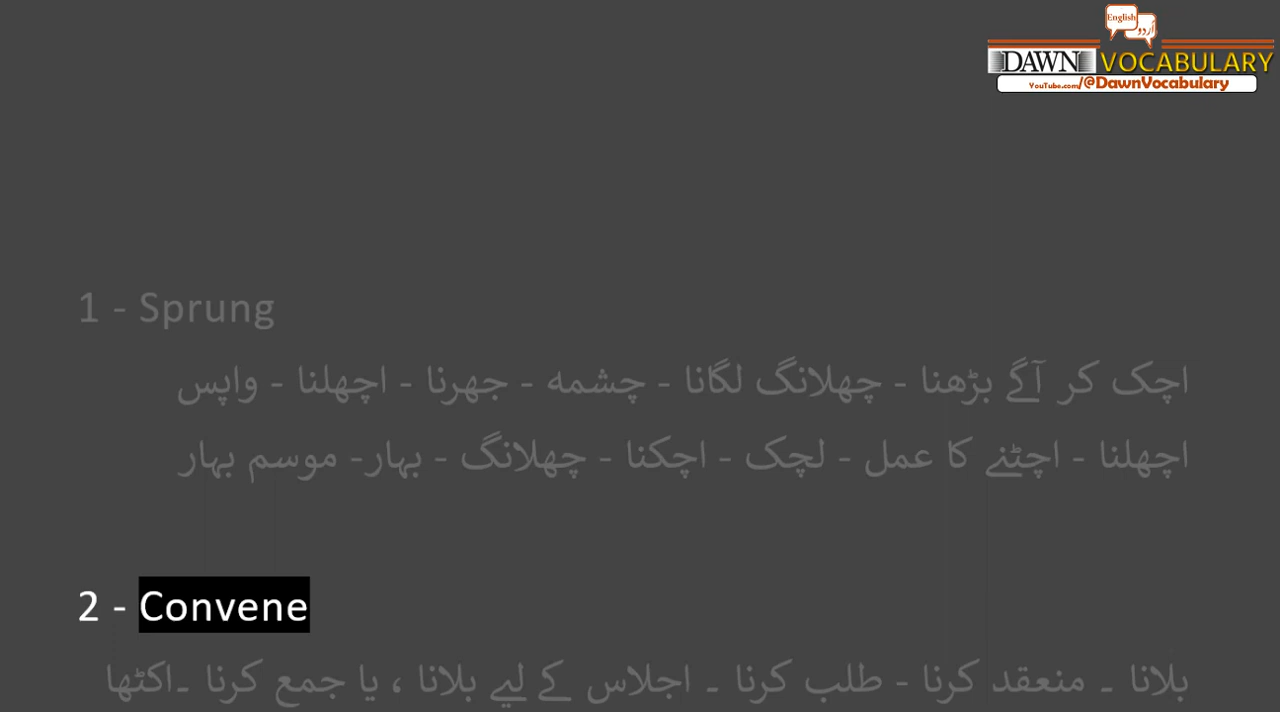 English
اردو
DAWN VOCABULARY
YouTube.com/@DawnVocabulary
1 - Sprung
اچک کر آگے بڑھنا - چھلانگ لگانا - چشمہ - جھرنا - اچھلنا - واپس
اچھلنا - اچٹنے کا عمل - لچک - اچکنا - چھلانگ - بہار- موسم بہار
2 - Convene
بلانا ۔ منعقد کرنا - طلب کرنا ۔ اجلاس کے لیے بلانا ، یا جمع کرنا ۔اکٹھا